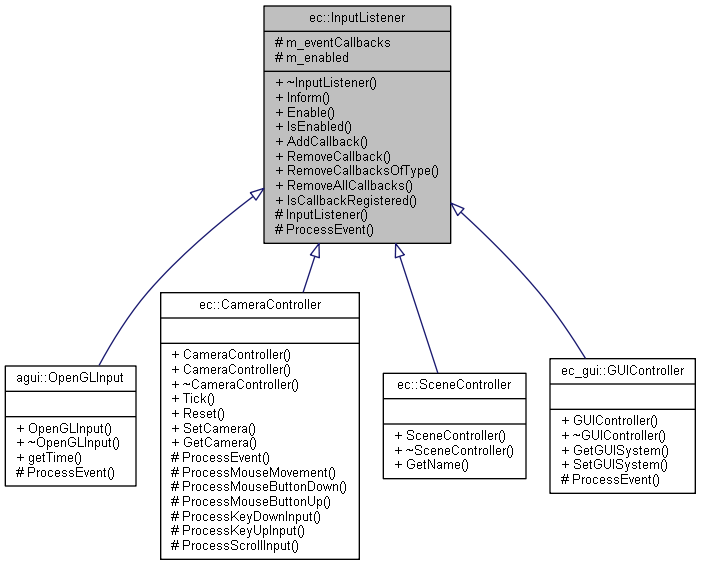 ec::InputListener
# m_eventCallbacks
# m_enabled
+ ~InputListener()
+ Inform()
+ Enable()
+ IsEnabled()
+ AddCallback()
+ RemoveCallback()
+ RemoveCallbacksOfType()
+ RemoveAllCallbacks()
+ IsCallbackRegistered()
# InputListener()
# ProcessEvent()
agui::OpenGLInput
+ OpenGLInput()
+ ~OpenGLInput()
+ getTime()
# ProcessEvent()
ec::CameraController
+ CameraController()
+ CameraController()
+ ~CameraController()
+ Tick()
+ Reset()
+ SetCamera()
+ GetCamera()
# ProcessEvent()
# ProcessMouseMovement()
# ProcessMouseButtonDown()
# ProcessMouseButtonUp()
# ProcessKeyDownInput()
# ProcessKeyUpInput()
# ProcessScrollInput()
ec::SceneController
+ SceneController()
+ ~SceneController()
+ GetName()
ec_gui::GUIController
+ GUIController()
+ ~GUIController()
+ GetGUISystem()
+ SetGUISystem()
# ProcessEvent()